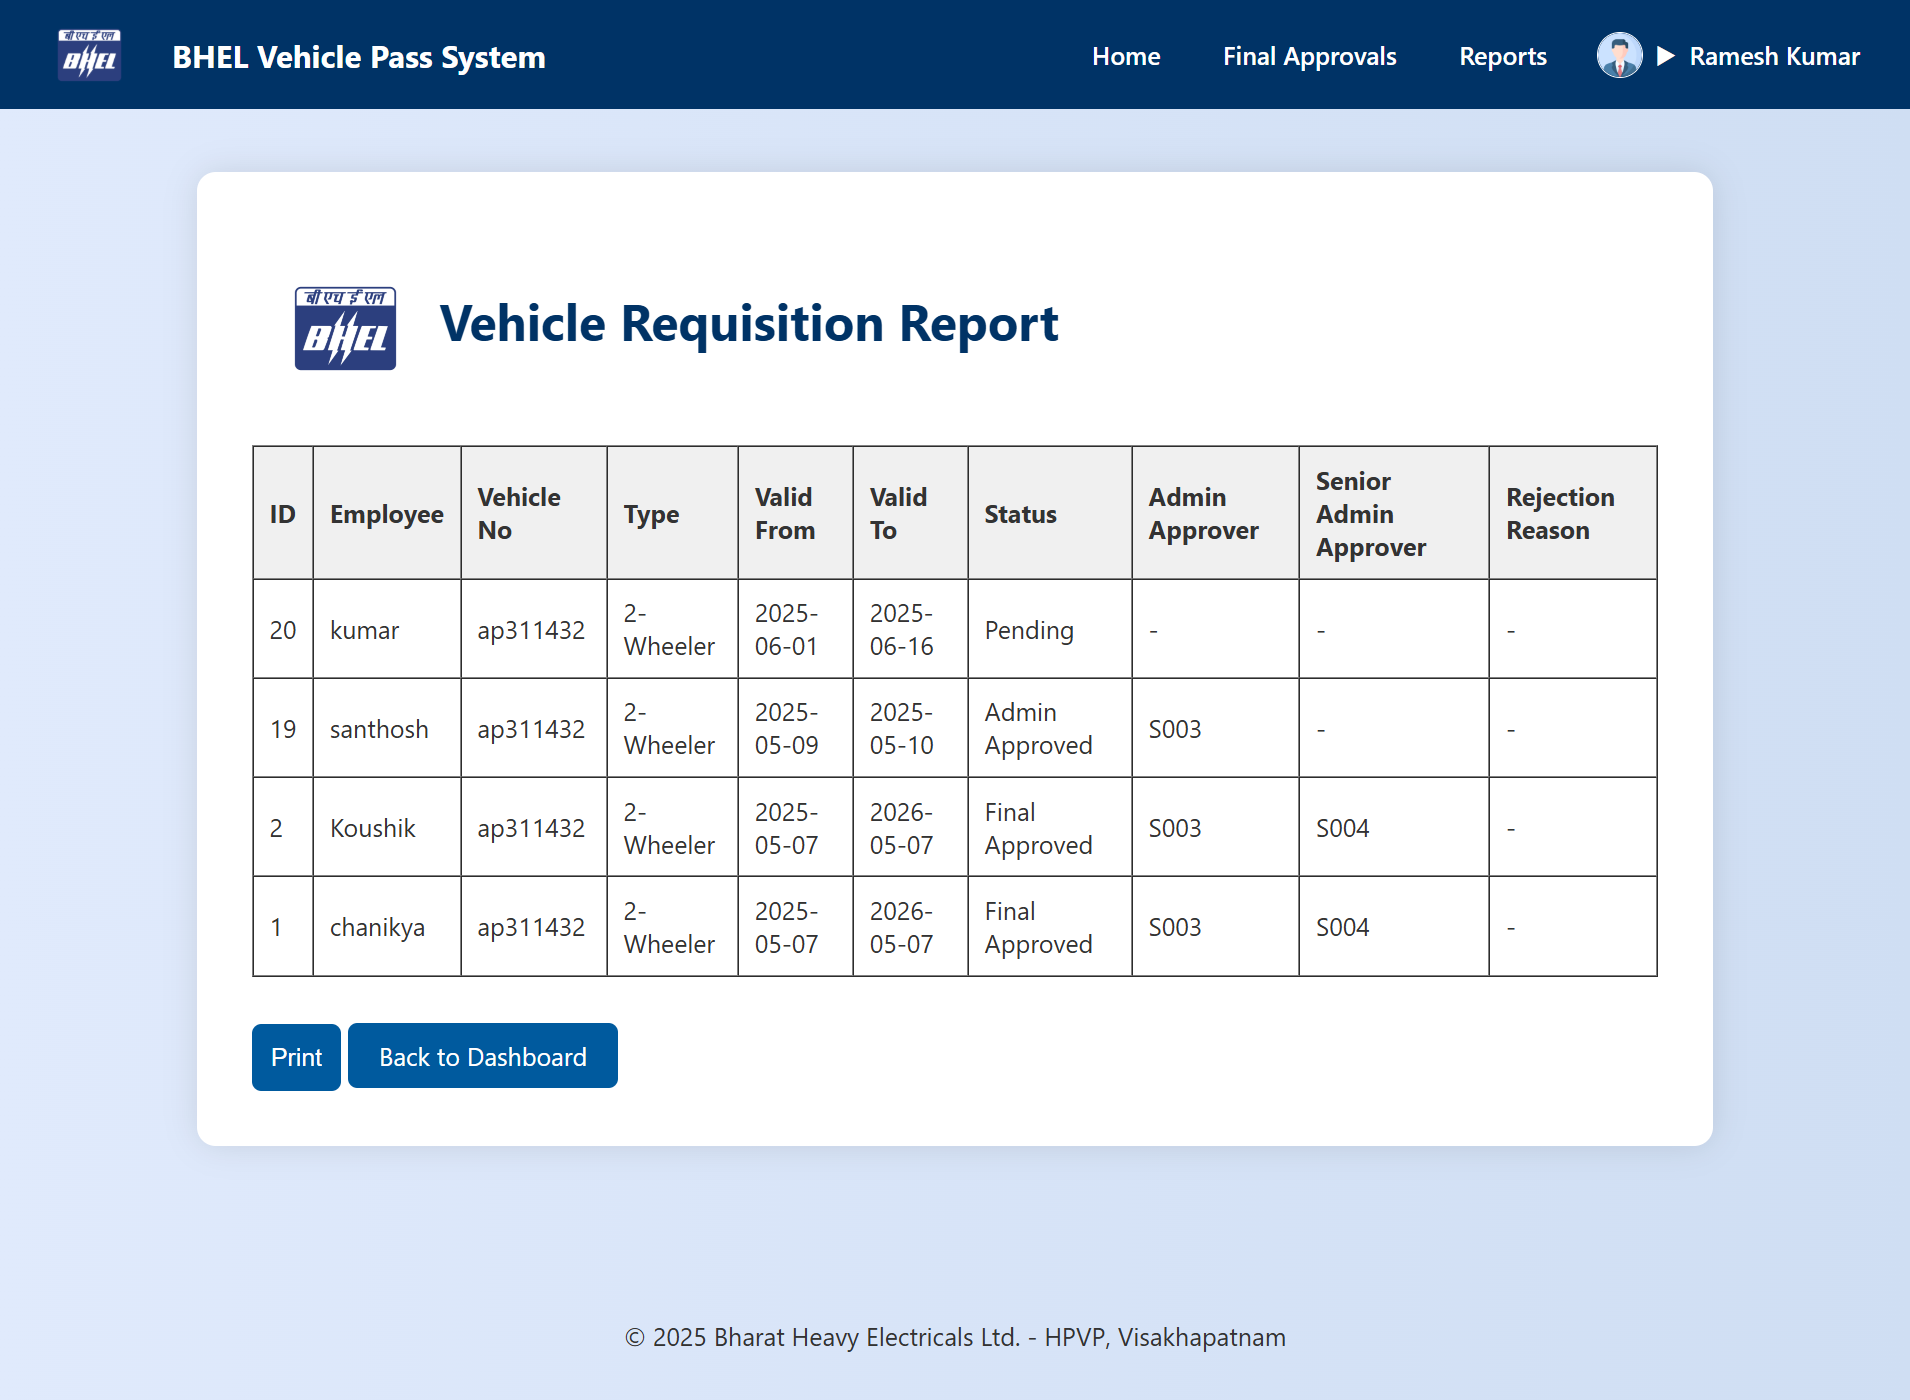 बी एच ई एल
BHEL
BHEL Vehicle Pass System
Home
Final Approvals
Reports
▶ Ramesh Kumar
बी एच ई एल
BHEL
Vehicle Requisition Report
ID
Employee
Vehicle
No
Type
Valid
From
Valid
To
Status
Admin
Approver
Senior
Admin
Approver
Rejection
Reason
20
kumar
ap311432
2-
Wheeler
2025-
06-01
2025-
06-16
Pending
-
-
-
19
santhosh
ap311432
2-
Wheeler
2025-
05-09
2025-
05-10
Admin
Approved
S003
-
-
2
Koushik
ap311432
2-
Wheeler
2025-
05-07
2026-
05-07
Final
Approved
S003
S004
-
1
chanikya
ap311432
2-
Wheeler
2025-
05-07
2026-
05-07
Final
Approved
S003
S004
-
Print
Back to Dashboard
© 2025 Bharat Heavy Electricals Ltd. - HPVP, Visakhapatnam